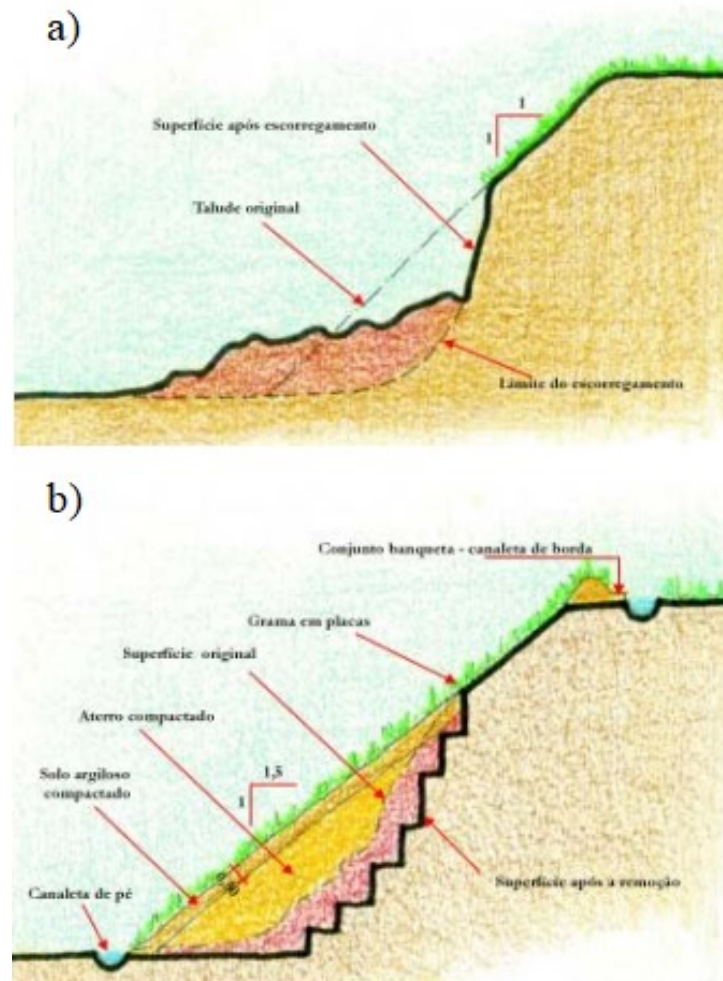 a)
1
1
Superfície após escorregamento
Talude original
Límite do escorregamento
b)
Conjunto banqueta - canaleta de borda
Grama em placas
Superfície original
Aterro compactado
Solo argiloso
compactado
1,5
1
Canaleta de pé
Superfície após a remoção